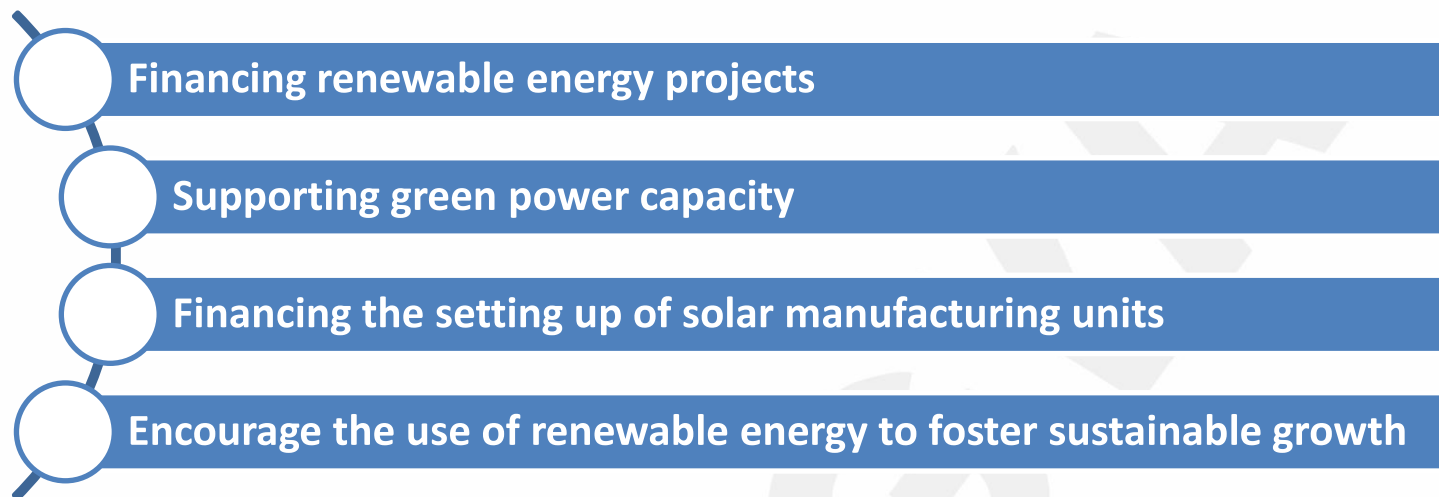 Financing renewable energy projects
Supporting green power capacity
Financing the setting up of solar manufacturing units
Encourage the use of renewable energy to foster sustainable growth